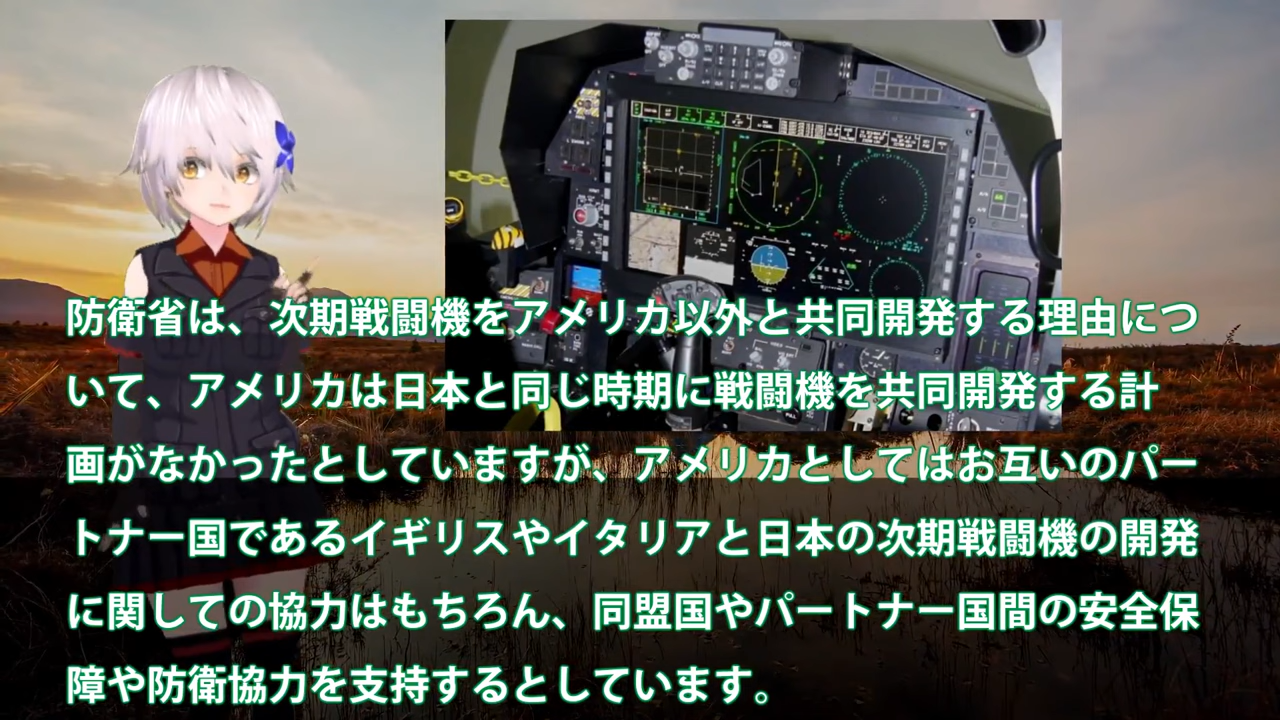 防衛省は、次期戦闘機をアメリカ以外と共同開発する理由につ
いて、アメリカは日本と同じ時期に戦闘機を共同開発する計
画がなかったとしていますが、アメリカとしてはお互いのパー
トナー国であるイギリスやイタリアと日本の次期戦闘機の開発
に関しての協力はもちろん、同盟国やパートナー国間の安全保
障や防衛協力を支持するとしています。